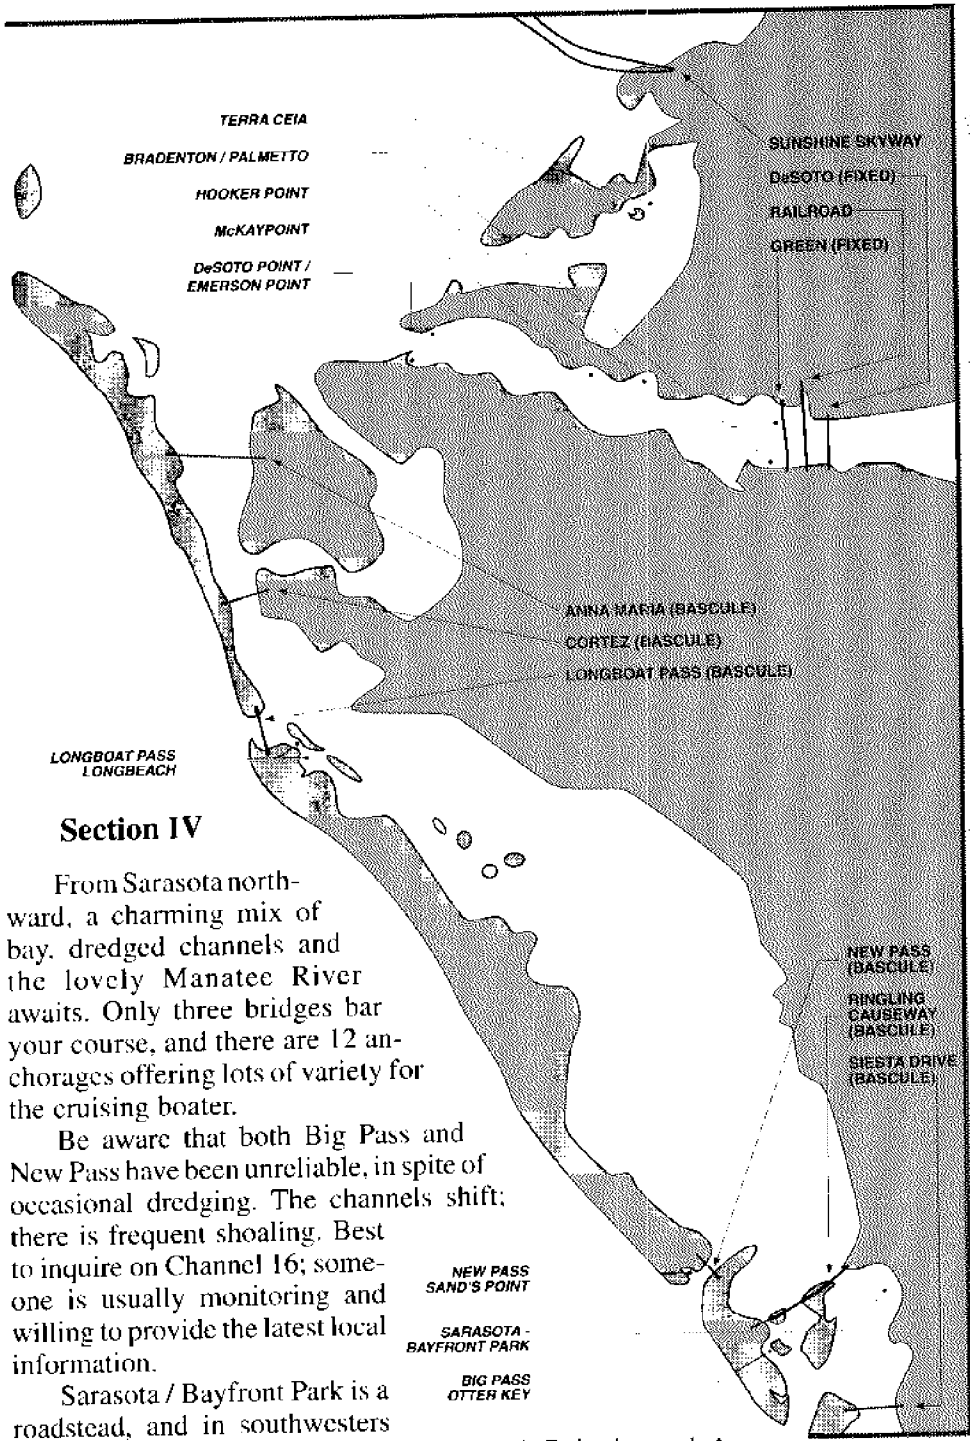 TERRA CEIA
BRADENTON / PALMETTO
HOOKER POINT
McKAYPOINT
DeSOTO POINT /
EMERSON POINT
SUNSHINE SKYWAY
DeSOTO (FIXED)
RAILROAD
GREEN (FIXED)
ANNA MARIA (BASCULE)
CORTEZ (BASCULE)
LONGBOAT PASS (BASCULE)
LONGBOAT PASS
LONGBEACH
Section IV
From Sarasota north-
ward, a charming mix of
bay, dredged channels and
the lovely Manatee River
awaits. Only three bridges bar
your course, and there are 12 an-
chorages offering lots of variety for
the cruising boater.
Be aware that both Big Pass and
New Pass have been unreliable, in spite of
occasional dredging. The channels shift;
there is frequent shoaling. Best
to inquire on Channel 16; some-
one is usually monitoring and
willing to provide the latest local
information.
Sarasota / Bayfront Park is a
roadstead, and in southwesters
NEW PASS
(BASCULE)
RINGLING
CAUSEWAY
(BASCULE)
SIESTA DRIVE
(BASCULE)
NEW PASS
SAND'S POINT
SARASOTA -
BAYFRONT PARK
BIG PASS
OTTER KEY